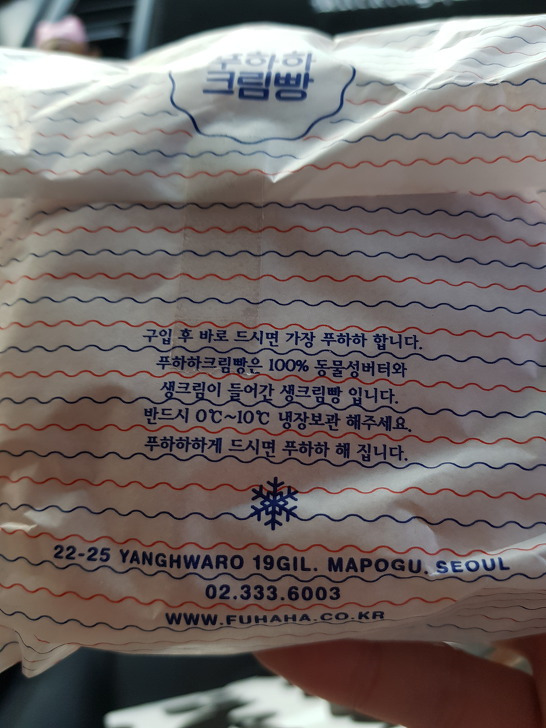 푸하하
크림빵
구입 후 바로 드시면 가장 푸하하 합니다.
푸하하크림빵은 100% 동물성버터와
생크림이 들어간 생크림빵 입니다.
반드시 0℃~10℃ 냉장보관 해주세요.
푸하하하게 드시면 푸하하 해 집니다.
22-25 YANGHWARO 19GIL. MAPOGU. SEOUL
02.333.6003
WWW.FUHAHA.CO.KR